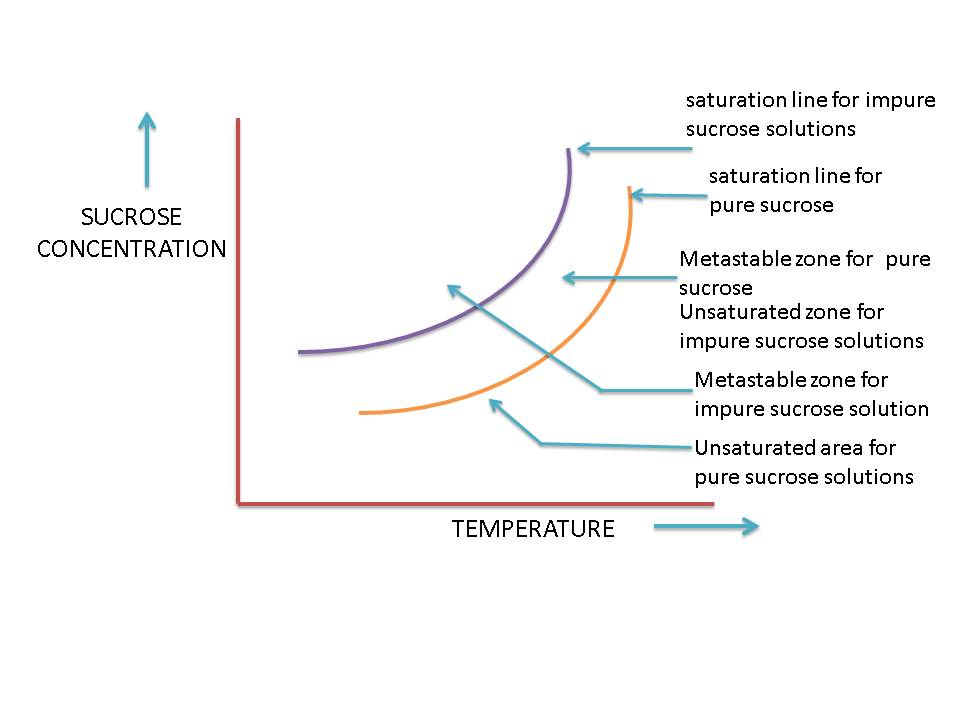 saturation line for impure
sucrose solutions
saturation line for
pure sucrose
SUCROSE
CONCENTRATION
Metastable zone for pure
sucrose
Unsaturated zone for
impure sucrose solutions
Metastable zone for
impure sucrose solution
Unsaturated area for
pure sucrose solutions
TEMPERATURE